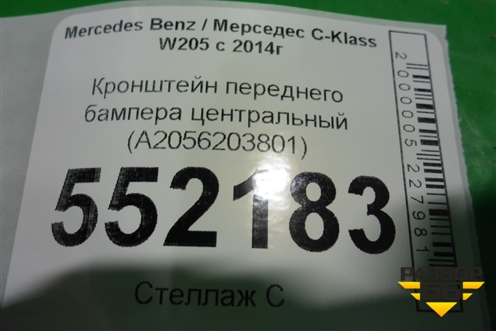 Mercedes Benz / Мерседес C-Klass
W205 с 2014г
Кронштейн переднего
бампера центральный
(A2056203801)
552183
Стеллаж С
2000005227981